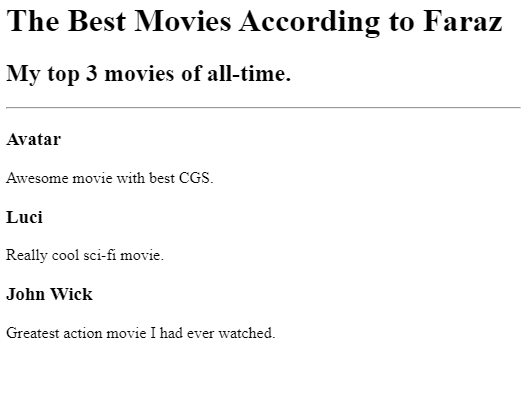 The Best Movies According to Faraz
My top 3 movies of all-time.
Avatar
Awesome movie with best CGS.
Luci
Really cool sci-fi movie.
John Wick
Greatest action movie I had ever watched.